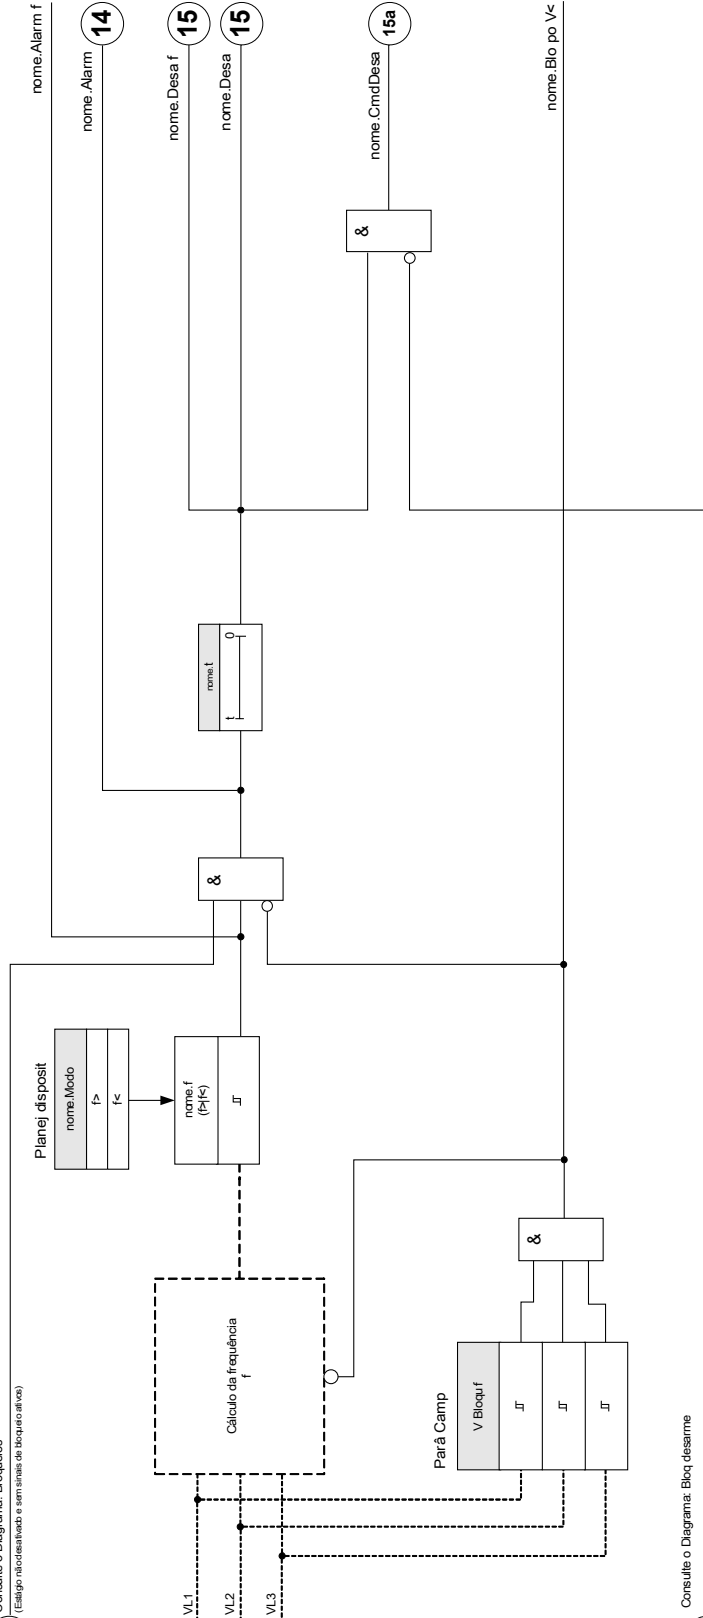 Consulte o Diagrama: Bloqueios
(Estágio não desativado e sem sinais de bloqueio ativos)
nome.Alarm f
nome.Alarm
14
nome.Desa f
15
nome.Desa
15
nome.CmdDesa
15a
nome.Blo po V<
&
nome.t
t
0
&
Planej disposit
nome.Modo
f>
f<
nome.f
(f>|f<)
Cálculo da frequência
f
VL1
VL2
VL3
Parâ Camp
V Bloqu f
&
Consulte o Diagrama: Bloq desarme